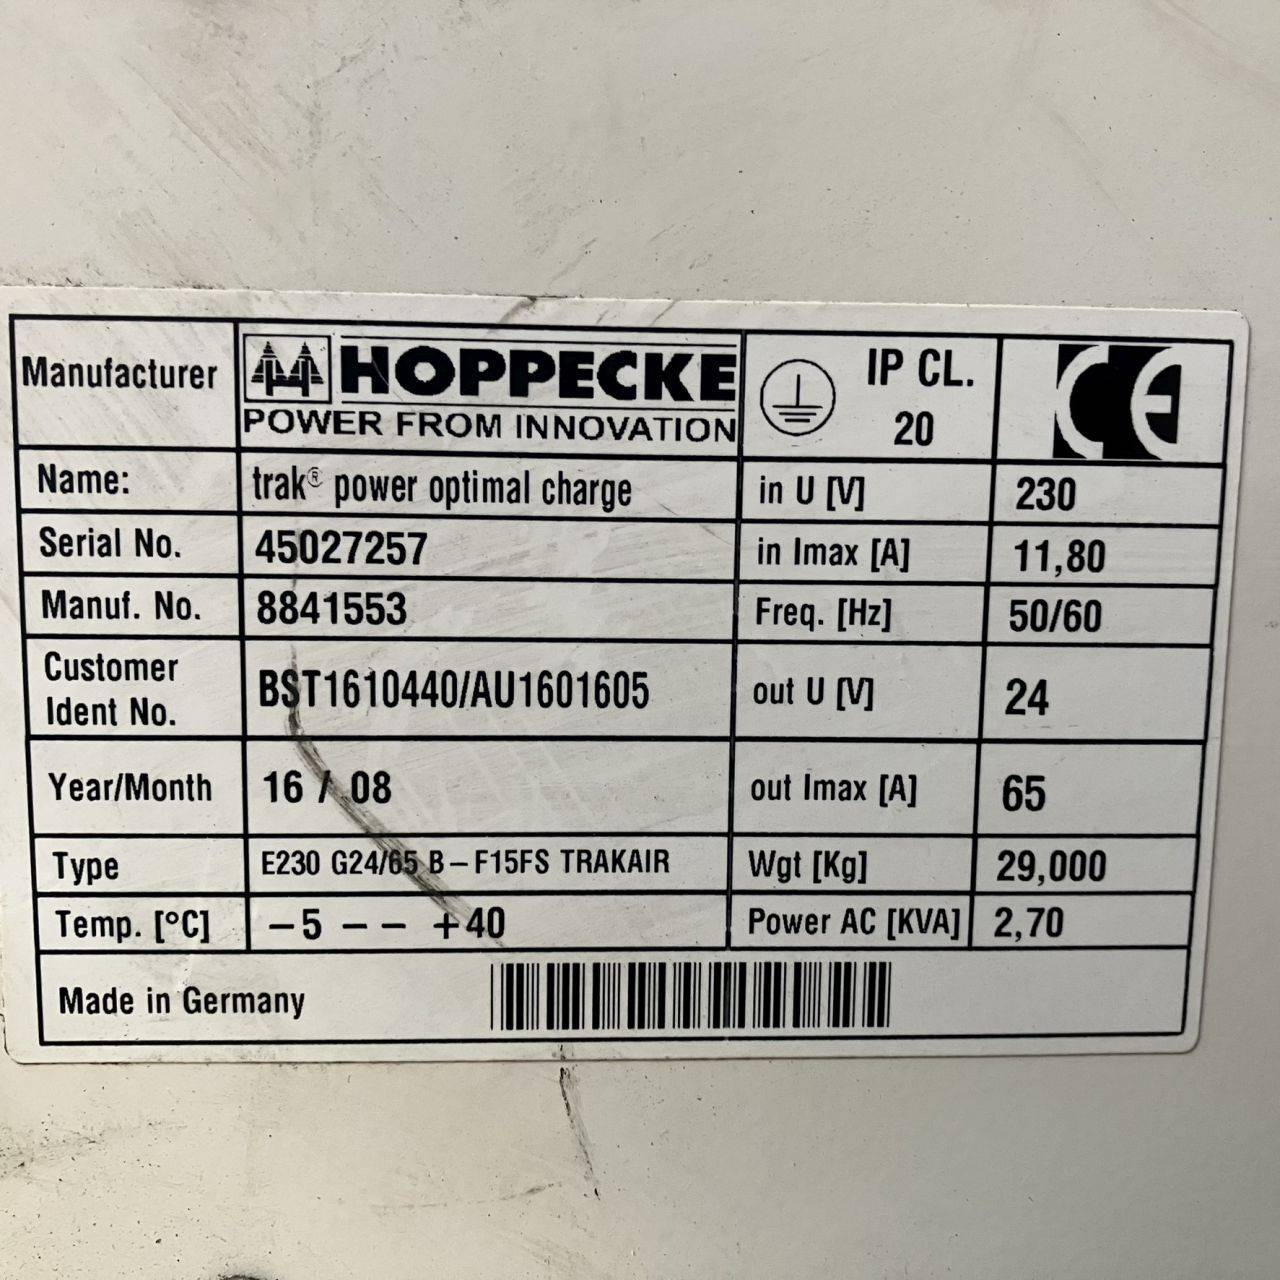 Manufacturer HOPPECKE IP CL. CE
POWER FROM INNOVATION 20
Name: trak® power optimal charge in U [V] 230
Serial No. 45027257 in Imax [A] 11,80
Manuf. No. 8841553 Freq. [Hz] 50/60
Customer
Ident No. BST1610440/AU1601605 out U [V] 24
Year/Month 16 / 08 out Imax [A] 65
Type E230 G24/65 B – F15FS TRAKAIR Wgt [Kg] 29,000
Temp. [°C] – 5 – – +40 Power AC [KVA] 2,70
Made in Germany